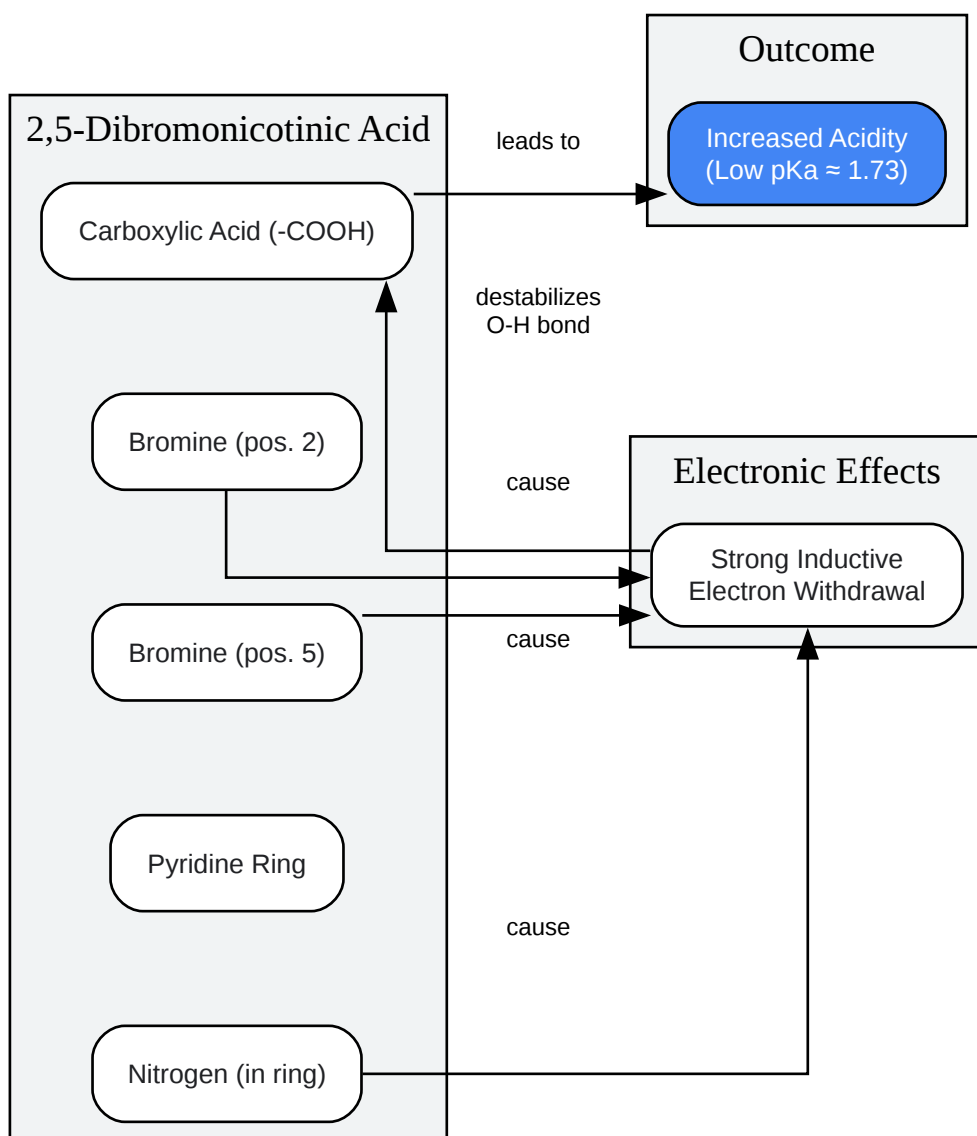 Outcome
Increased Acidity
(Low pKa ≈ 1.73)
2,5-Dibromonicotinic Acid
leads to
Carboxylic Acid (-COOH)
destabilizes
O-H bond
Bromine (pos. 2)
cause
Electronic Effects
Strong Inductive
Electron Withdrawal
Bromine (pos. 5)
cause
Pyridine Ring
cause
Nitrogen (in ring)